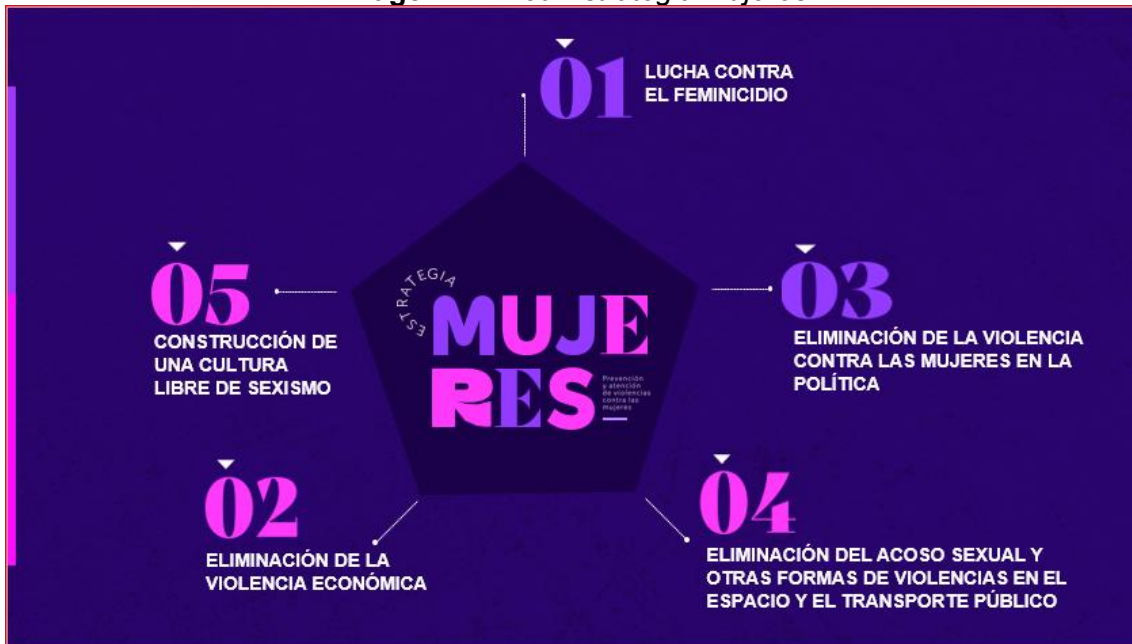 01
LUCHA CONTRA
EL FEMINICIDIO
05
CONSTRUCCIÓN DE
UNA CULTURA
LIBRE DE SEXISMO
ESTRATEGIA
MUJE
RES
Prevención
y atención
de violencias
contra las
mujeres
03
ELIMINACIÓN DE LA VIOLENCIA
CONTRA LAS MUJERES EN LA
POLÍTICA
02
ELIMINACIÓN DE LA
VIOLENCIA ECONÓMICA
04
ELIMINACIÓN DEL ACOSO SEXUAL Y
OTRAS FORMAS DE VIOLENCIAS EN EL
ESPACIO Y EL TRANSPORTE PÚBLICO